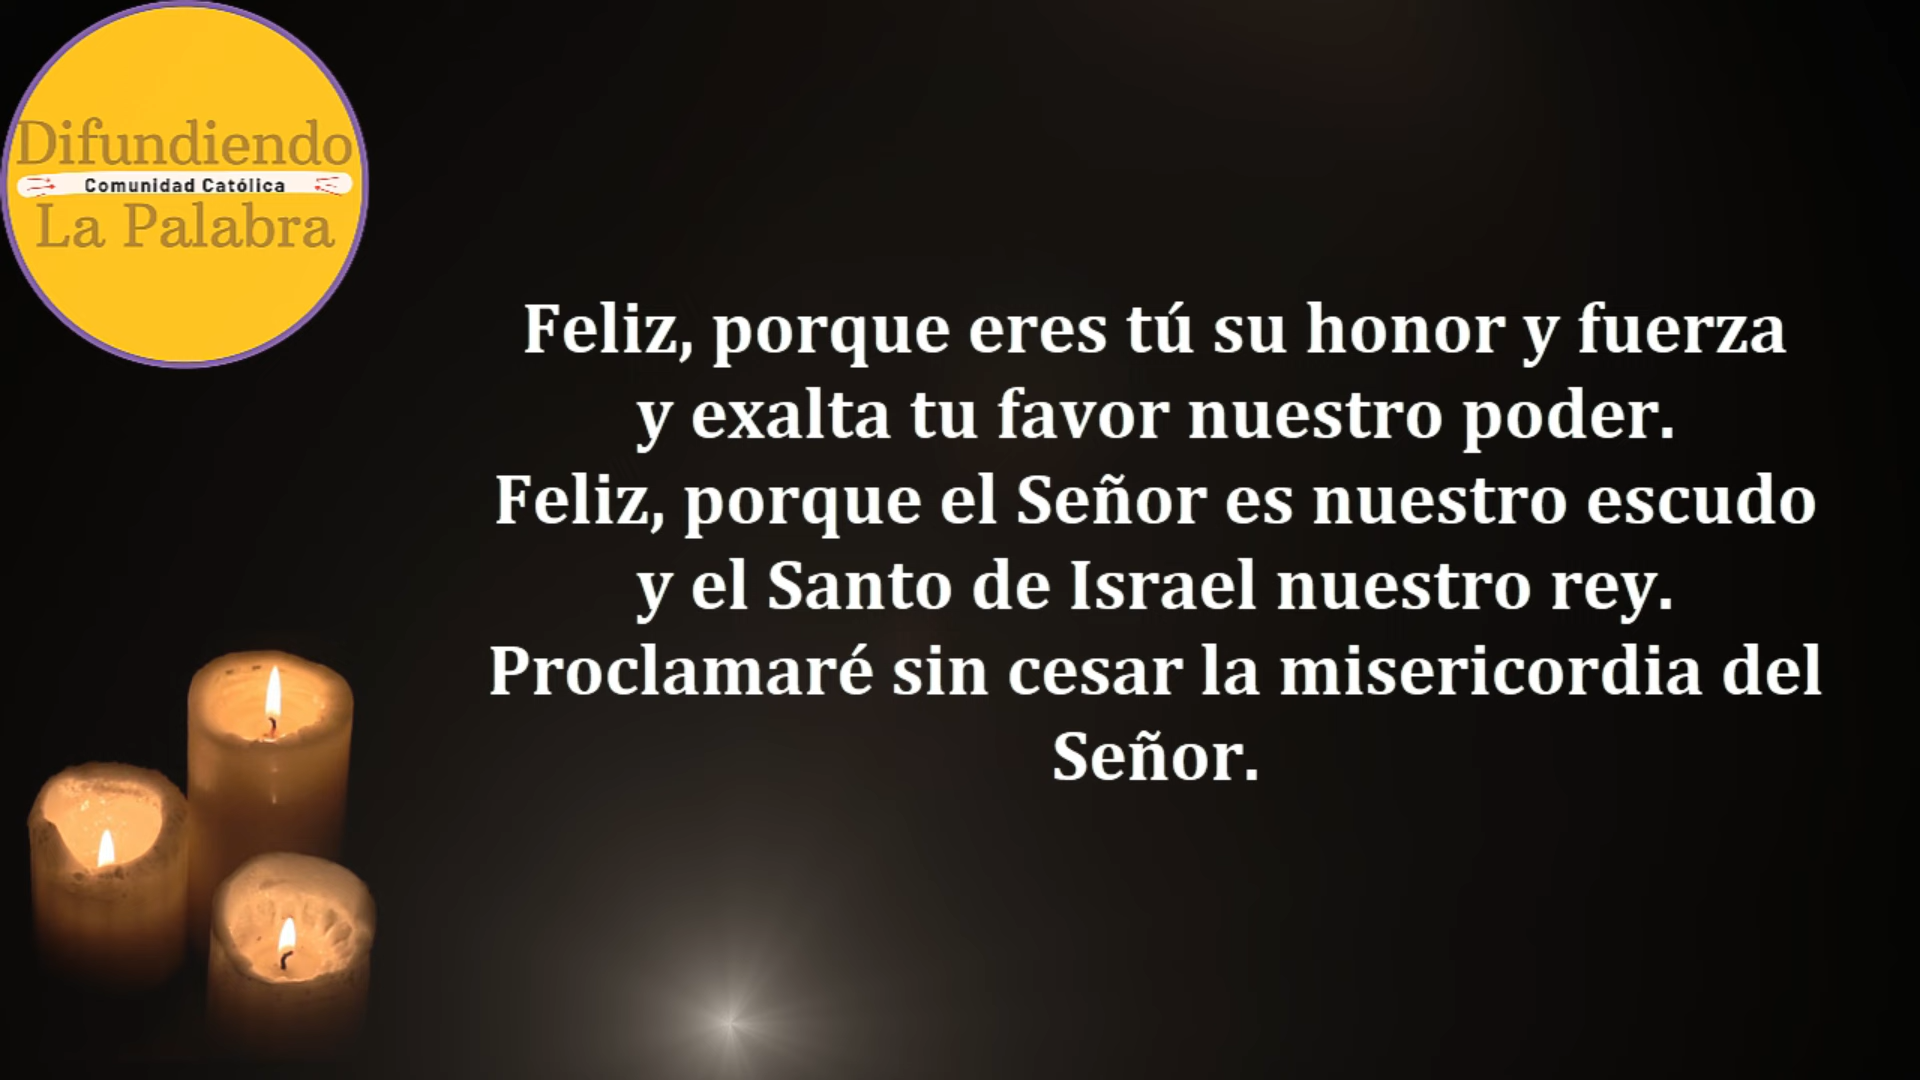 Difundiendo
Comunidad Católica
La Palabra
Feliz, porque eres tú su honor y fuerza
y exalta tu favor nuestro poder.
Feliz, porque el Señor es nuestro escudo
y el Santo de Israel nuestro rey.
Proclamaré sin cesar la misericordia del
Señor.